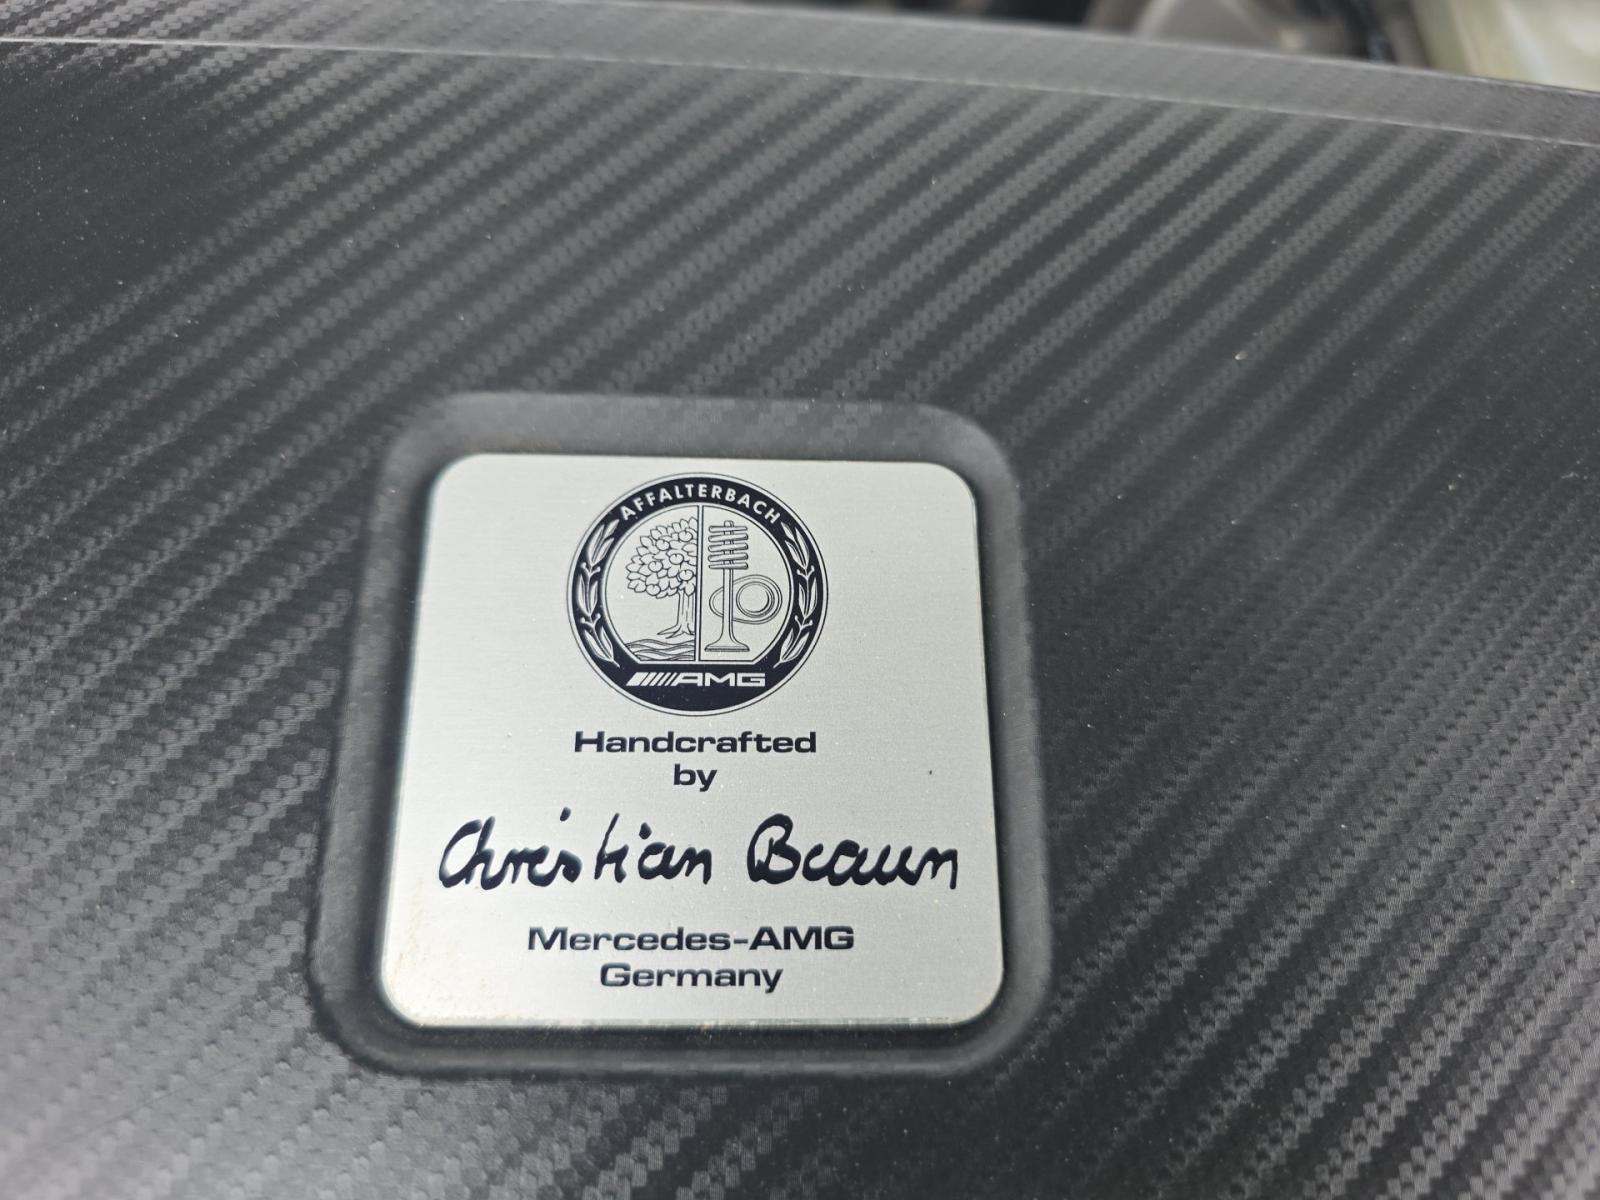 AFFALTERBACH
AMG
Handcrafted
by
Christian Braun
Mercedes-AMG
Germany